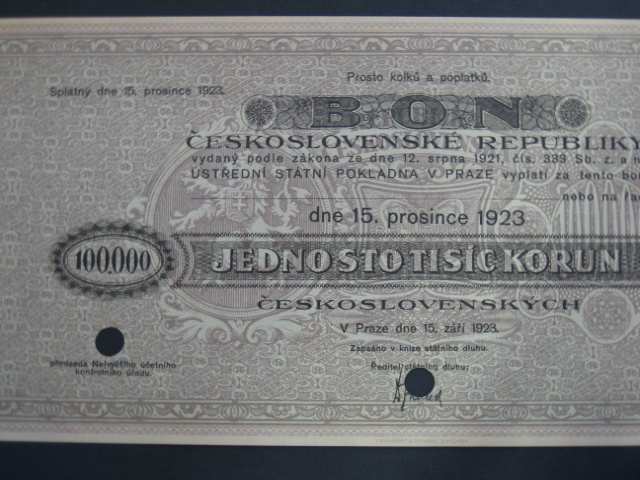 Prosto kolků a poplatků.
Splatný dne 15. prosince 1923.
BON
ČESKOSLOVENSKÉ REPUBLIKY
vydaný podle zákona ze dne 12. srpna 1921, čís. 339 Sb. z. a n
ÚSTŘEDNÍ STÁTNÍ POKLADNA V PRAZE vyplatí za tento bo
nebo na řa
dne 15. prosince 1923
100.000
JEDNO STO TISÍC KORUN
ČESKOSLOVENSKÝCH
V Praze dne 15. září 1923.
Zapsáno v knize státního dluhu.
předseda Nejvyššího účetního
kontrolního úřadu.
Ředitel státního dluhu: